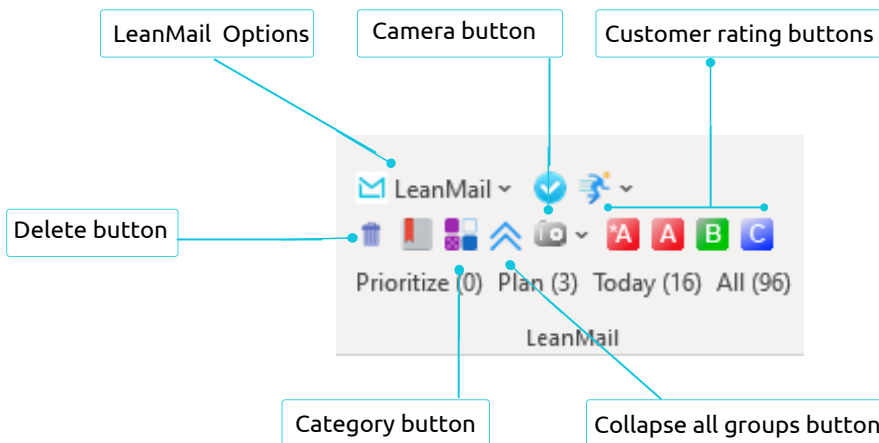 LeanMail Options
Camera button
Customer rating buttons
LeanMail
*A A B C
Delete button
Prioritize (0) Plan (3) Today (16) All (96)
LeanMail
Category button
Collapse all groups button